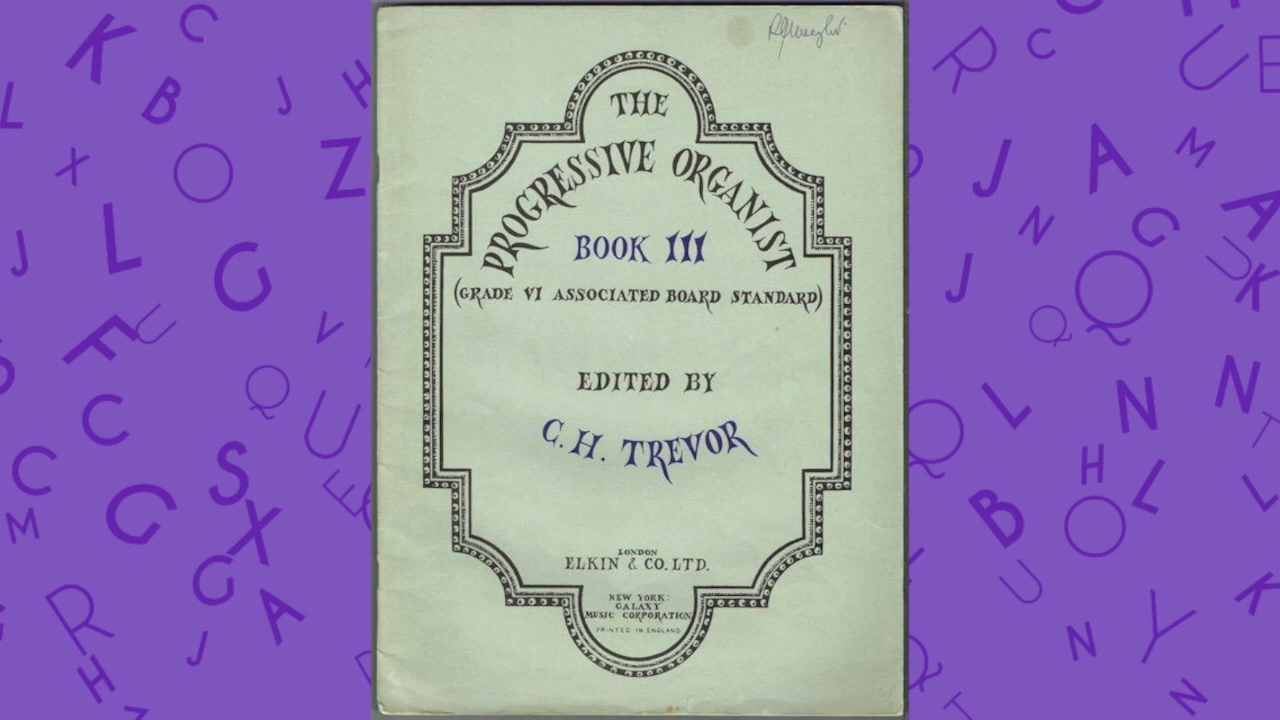 THE
PROGRESSIVE ORGANIST
BOOK III
(GRADE VI ASSOCIATED BOARD STANDARD)
EDITED BY
C. H. TREVOR
LONDON
ELKIN & CO. LTD.
NEW YORK:
GALAXY
MUSIC CORPORATION
PRINTED IN ENGLAND